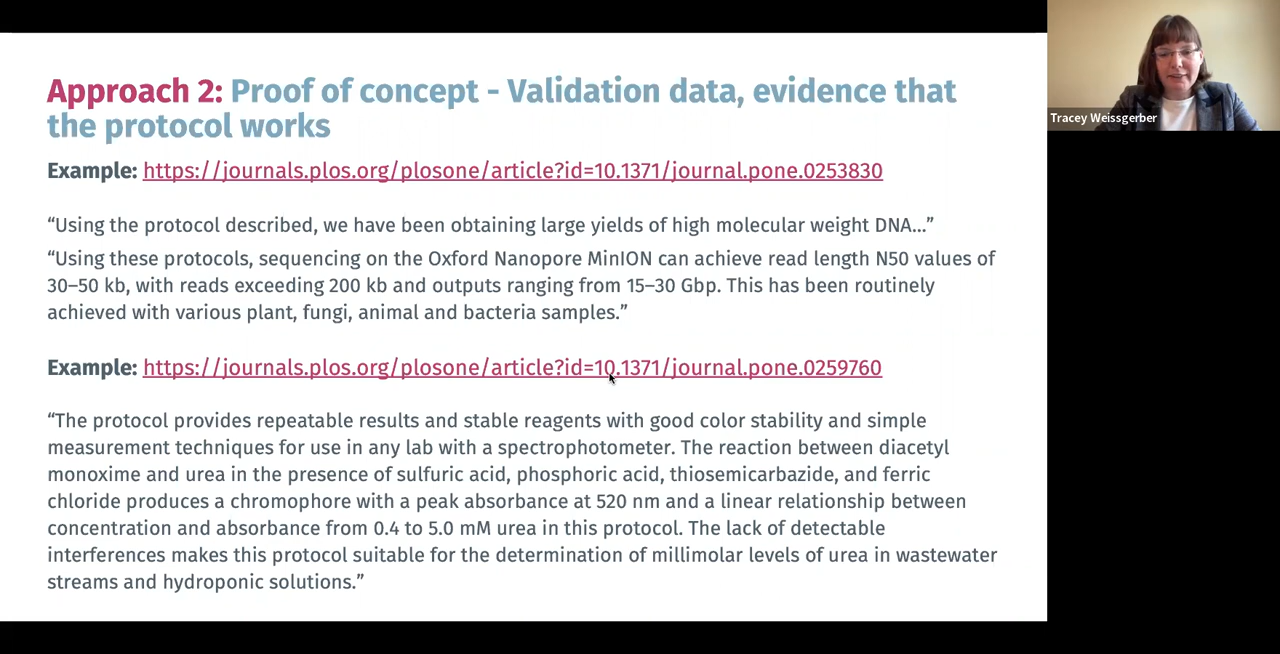 Approach 2: Proof of concept - Validation data, evidence that
the protocol works
Example: https://journals.plos.org/plosone/article?id=10.1371/journal.pone.0253830
“Using the protocol described, we have been obtaining large yields of high molecular weight DNA...”
“Using these protocols, sequencing on the Oxford Nanopore MinION can achieve read length N50 values of
30–50 kb, with reads exceeding 200 kb and outputs ranging from 15–30 Gbp. This has been routinely
achieved with various plant, fungi, animal and bacteria samples.”
Example: https://journals.plos.org/plosone/article?id=10.1371/journal.pone.0259760
“The protocol provides repeatable results and stable reagents with good color stability and simple
measurement techniques for use in any lab with a spectrophotometer. The reaction between diacetyl
monoxime and urea in the presence of sulfuric acid, phosphoric acid, thiosemicarbazide, and ferric
chloride produces a chromophore with a peak absorbance at 520 nm and a linear relationship between
concentration and absorbance from 0.4 to 5.0 mM urea in this protocol. The lack of detectable
interferences makes this protocol suitable for the determination of millimolar levels of urea in wastewater
streams and hydroponic solutions.”
Tracey Weissgerber